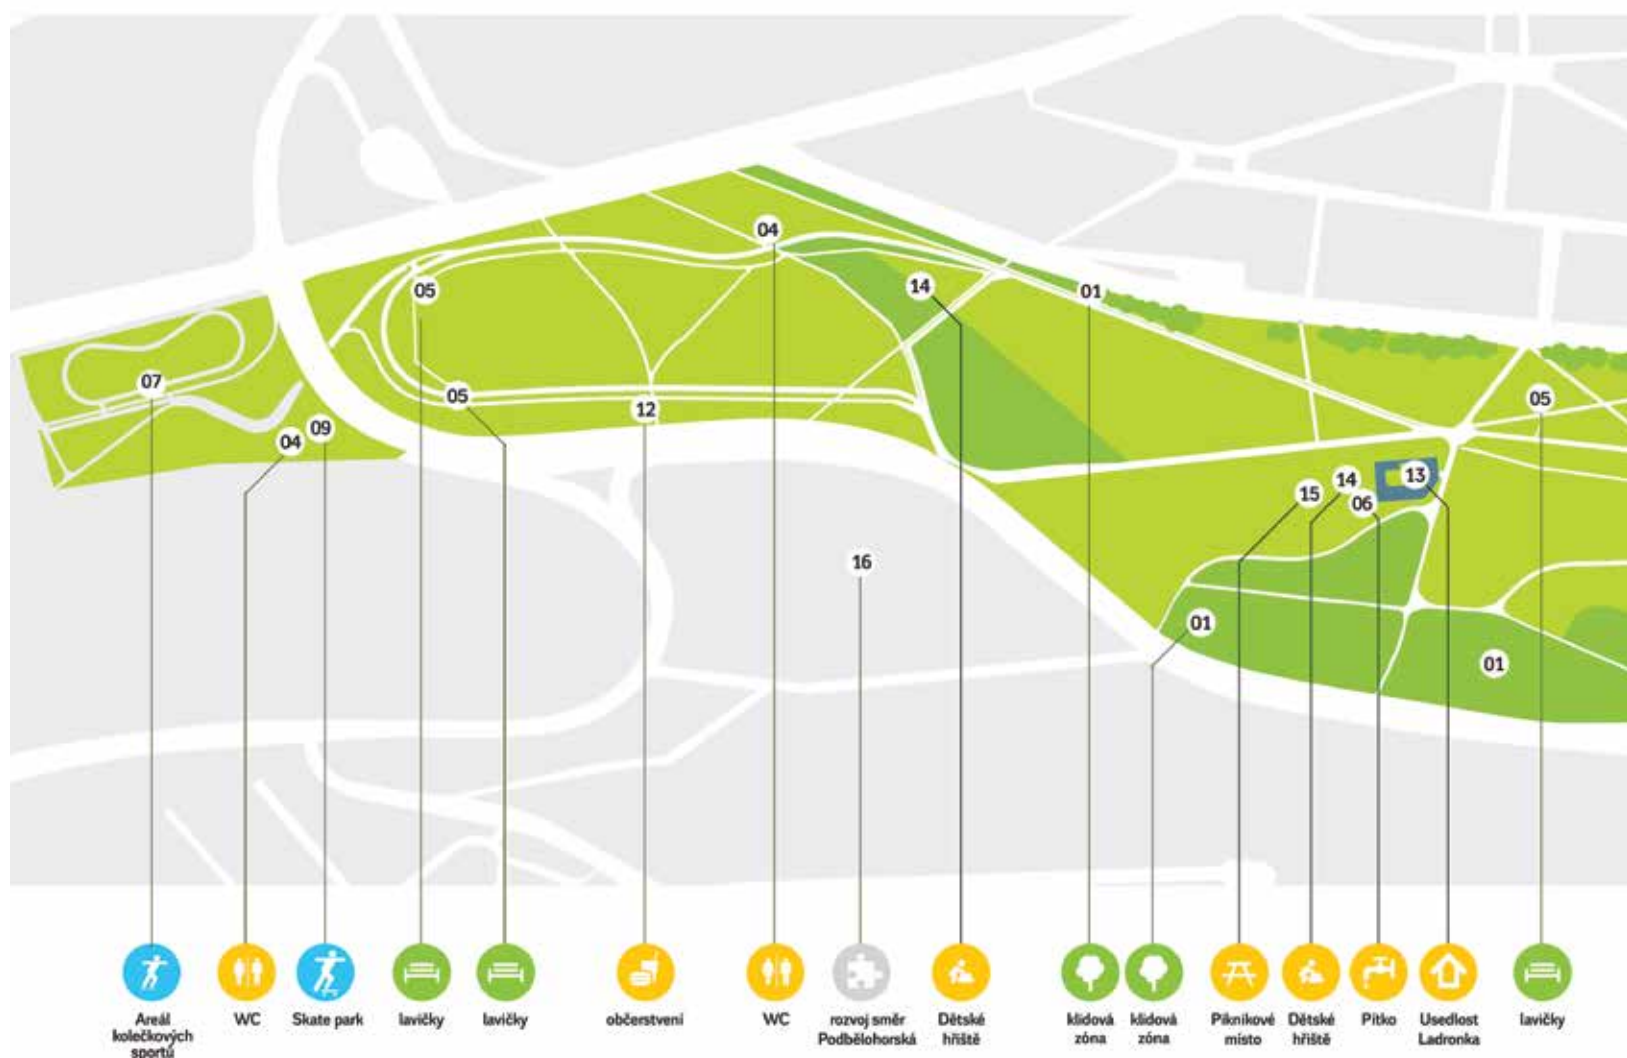 04
05
14
01
07
05
12
05
04
09
13
14
15
06
16
01
01
Areál
kolečkových
sportů
WC
Skate park
lavičky
lavičky
občerstvení
WC
rozvoj směr
Podbělohorská
Dětské
hřiště
klidová
zóna
klidová
zóna
Piknikové
místo
Dětské
hřiště
Pítko
Usedlost
Ladronka
lavičky